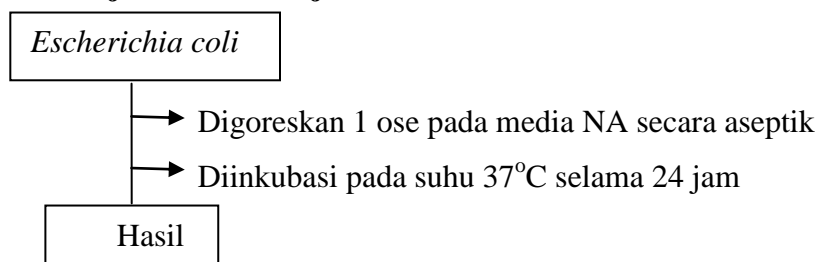 Escherichia coli
Digoreskan 1 ose pada media NA secara aseptik
Diinkubasi pada suhu 37°C selama 24 jam
Hasil